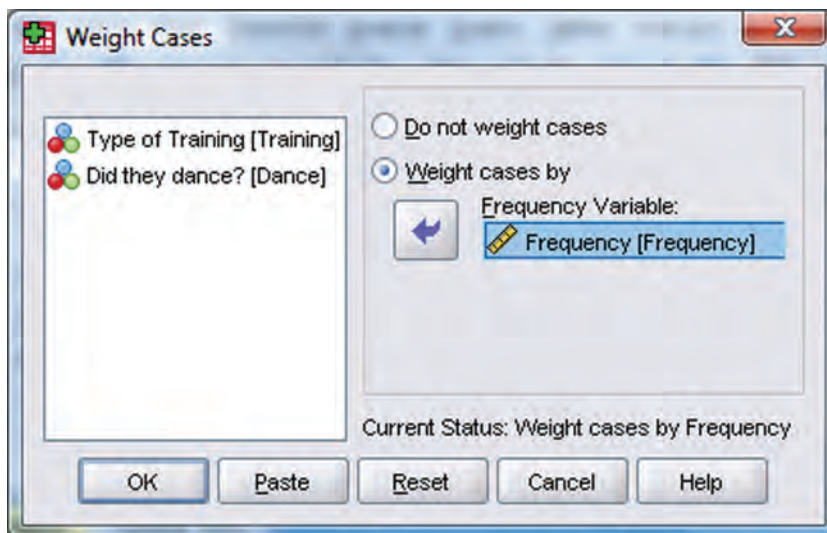 Weight Cases
Type of Training [Training]
Did they dance? [Dance]
Do not weight cases
Weight cases by
Frequency Variable:
Frequency [Frequency]
Current Status: Weight cases by Frequency
OK
Paste
Reset
Cancel
Help